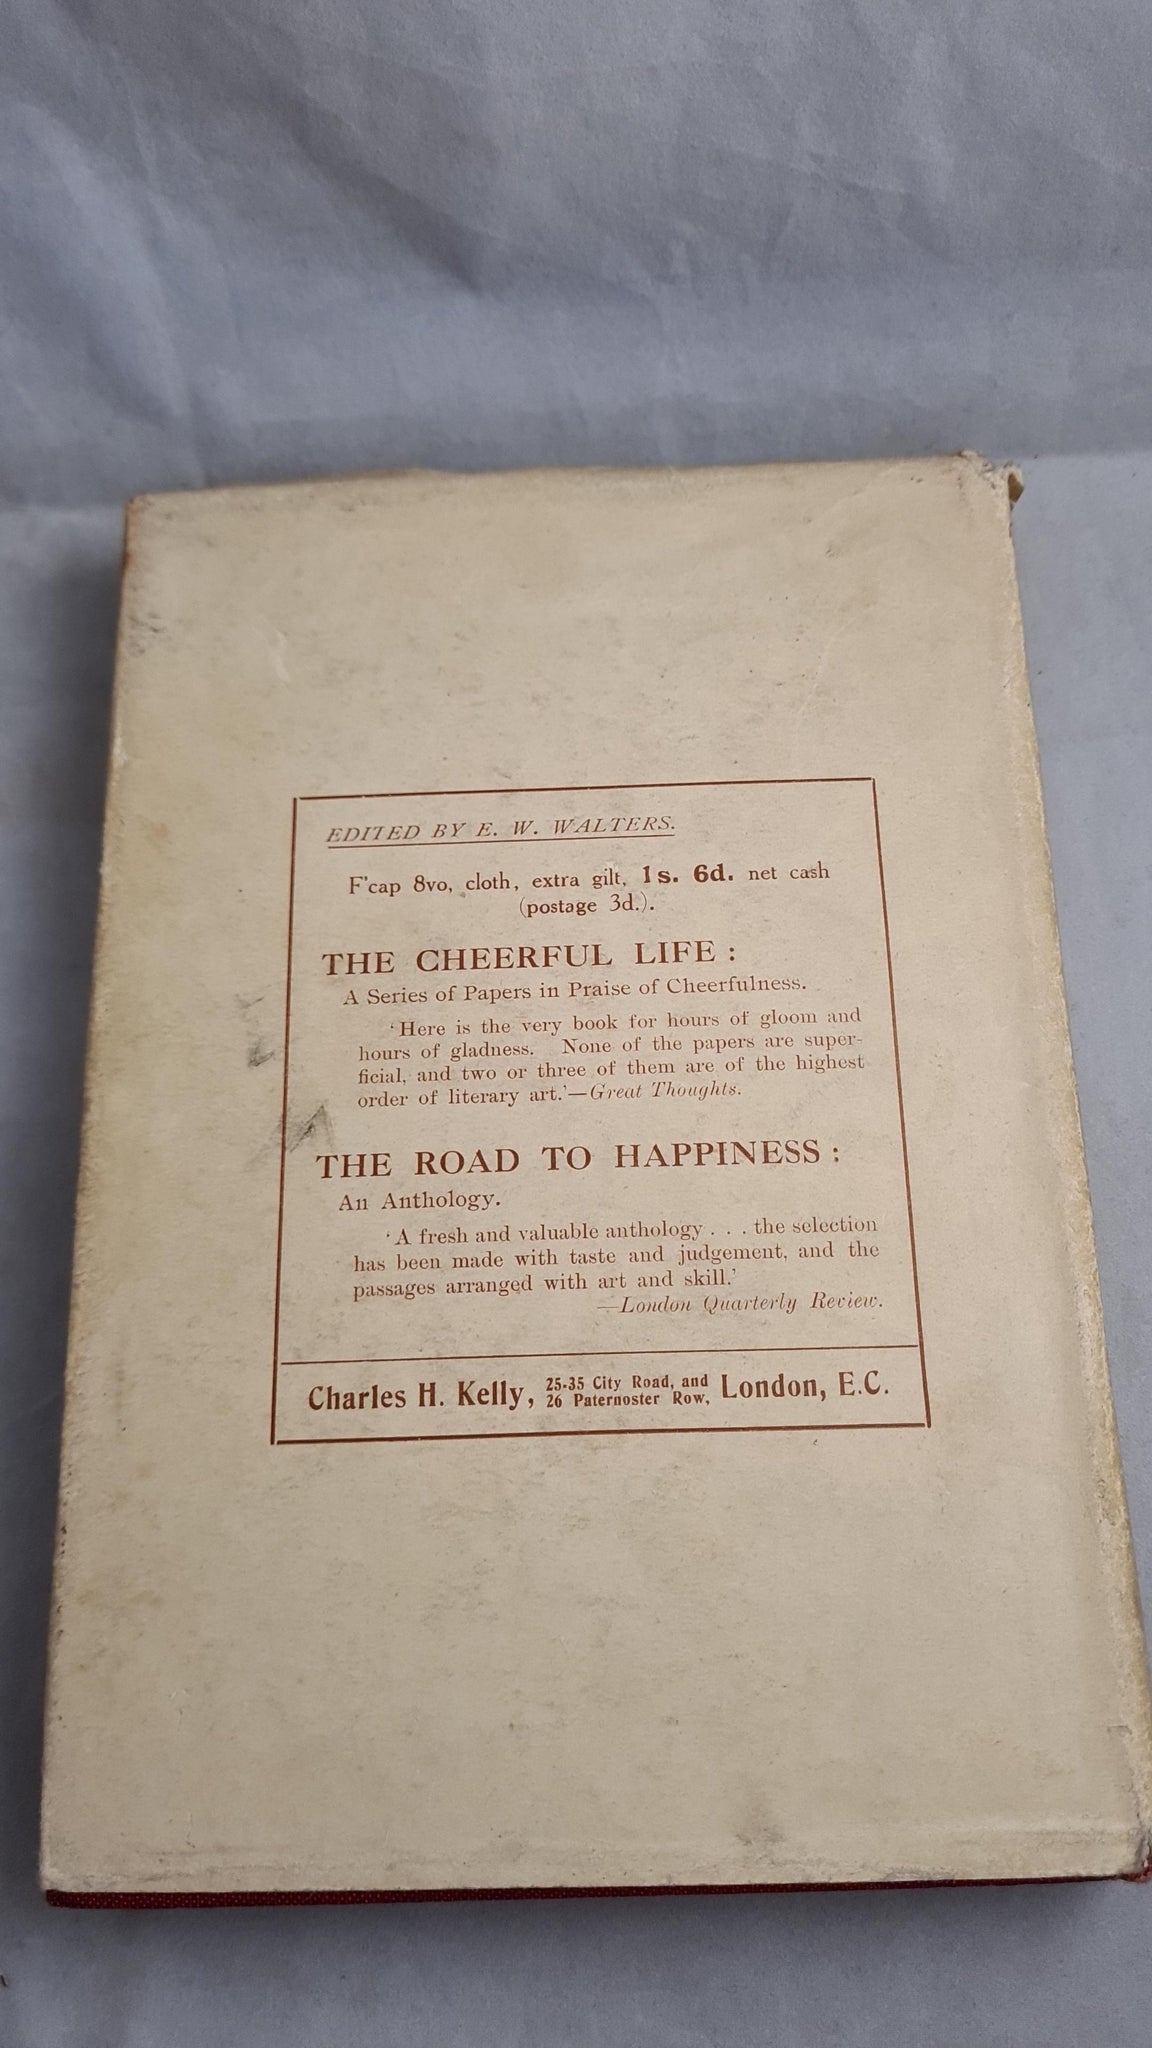 EDITED BY E. W. WALTERS.
F'cap 8vo, cloth, extra gilt, 1s. 6d. net cash
(postage 3d.).
THE CHEERFUL LIFE :
A Series of Papers in Praise of Cheerfulness.
'Here is the very book for hours of gloom and
hours of gladness. None of the papers are super-
ficial, and two or three of them are of the highest
order of literary art.'—Great Thoughts.
THE ROAD TO HAPPINESS :
An Anthology.
'A fresh and valuable anthology . . . the selection
has been made with taste and judgement, and the
passages arranged with art and skill.'
—London Quarterly Review.
Charles H. Kelly, 25-35 City Road, and
26 Paternoster Row, London, E.C.